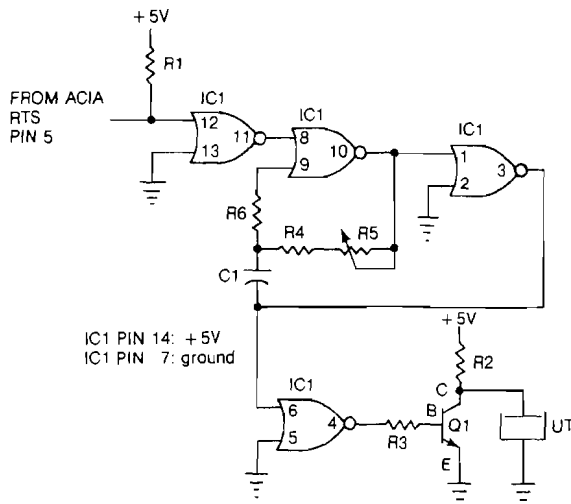 +5V
R1
FROM ACIA
RTS
PIN 5
IC1
12
13
11
IC1
8
9
10
IC1
1
2
3
R6
R4
R5
C1
IC1 PIN 14: +5V
IC1 PIN 7: ground
IC1
6
5
4
R3
+5V
R2
C
B
Q1
E
UT